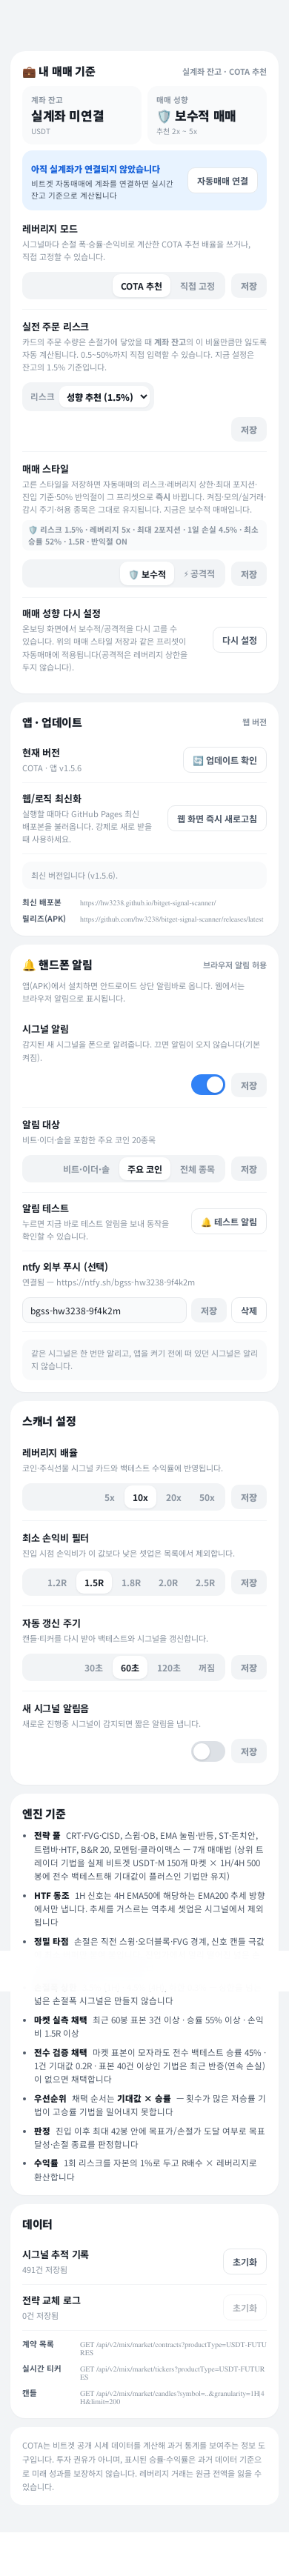 💼 내 매매 기준
실계좌 잔고 · COTA 추천
계좌 잔고
실계좌 미연결
USDT
매매 성향
🛡️ 보수적 매매
추천 2x ~ 5x
아직 실계좌가 연결되지 않았습니다
비트겟 자동매매에 계좌를 연결하면 실시간
잔고 기준으로 계산됩니다
자동매매 연결
레버리지 모드
시그널마다 손절 폭·승률·손익비로 계산한 COTA 추천 배율을 쓰거나,
직접 고정할 수 있습니다.
COTA 추천
직접 고정
저장
실전 주문 리스크
카드의 주문 수량은 손절가에 닿았을 때 계좌 잔고의 이 비율만큼만 잃도록
자동 계산됩니다. 0.5~50%까지 직접 입력할 수 있습니다. 지금 설정은
잔고의 1.5% 기준입니다.
리스크
성향 추천 (1.5%)
저장
매매 스타일
고른 스타일을 저장하면 자동매매의 리스크·레버리지 상한·최대 포지션·
진입 기준·50% 반익절이 그 프리셋으로 즉시 바뀝니다. 켜짐·모의/실거래·
감시 주기·허용 종목은 그대로 유지됩니다. 지금은 보수적 매매입니다.
🛡️ 리스크 1.5% · 레버리지 5x · 최대 2포지션 · 1일 손실 4.5% · 최소
승률 52% · 1.5R · 반익절 ON
🛡️ 보수적
⚡ 공격적
저장
매매 성향 다시 설정
온보딩 화면에서 보수적/공격적을 다시 고를 수
있습니다. 위의 매매 스타일 저장과 같은 프리셋이
자동매매에 적용됩니다(공격적은 레버리지 상한을
두지 않습니다).
다시 설정
앱 · 업데이트
웹 버전
현재 버전
COTA · 앱 v1.5.6
🔄 업데이트 확인
웹/로직 최신화
실행할 때마다 GitHub Pages 최신
배포본을 불러옵니다. 강제로 새로 받을
때 사용하세요.
웹 화면 즉시 새로고침
최신 버전입니다 (v1.5.6).
최신 배포본 https://hw3238.github.io/bitget-signal-scanner/
릴리즈(APK) https://github.com/hw3238/bitget-signal-scanner/releases/latest
🔔 핸드폰 알림
브라우저 알림 허용
앱(APK)에서 설치하면 안드로이드 상단 알림바로 옵니다. 웹에서는
브라우저 알림으로 표시됩니다.
시그널 알림
감지된 새 시그널을 폰으로 알려줍니다. 끄면 알림이 오지 않습니다(기본
켜짐).
저장
알림 대상
비트·이더·솔을 포함한 주요 코인 20종목
비트·이더·솔
주요 코인
전체 종목
저장
알림 테스트
누르면 지금 바로 테스트 알림을 보내 동작을
확인할 수 있습니다.
🔔 테스트 알림
ntfy 외부 푸시 (선택)
연결됨 — https://ntfy.sh/bgss-hw3238-9f4k2m
bgss-hw3238-9f4k2m
저장
삭제
같은 시그널은 한 번만 알리고, 앱을 켜기 전에 떠 있던 시그널은 알리
지 않습니다.
스캐너 설정
레버리지 배율
코인·주식선물 시그널 카드와 백테스트 수익률에 반영됩니다.
5x
10x
20x
50x
저장
최소 손익비 필터
진입 시점 손익비가 이 값보다 낮은 셋업은 목록에서 제외합니다.
1.2R
1.5R
1.8R
2.0R
2.5R
저장
자동 갱신 주기
캔들·티커를 다시 받아 백테스트와 시그널을 갱신합니다.
30초
60초
120초
꺼짐
저장
새 시그널 알림음
새로운 진행중 시그널이 감지되면 짧은 알림을 냅니다.
저장
엔진 기준
• 전략 풀 CRT·FVG·CISD, 스윕·OB, EMA 눌림·반등, ST·돈치안,
트랩바·HTF, B&R 20, 모멘텀·클라이맥스 — 7개 매매법 (상위 트
레이더 기법을 실제 비트겟 USDT-M 150개 마켓 × 1H/4H 500
봉에 전수 백테스트해 기대값이 플러스인 기법만 유지)
• HTF 동조 1H 신호는 4H EMA50에 해당하는 EMA200 추세 방향
에서만 냅니다. 추세를 거스르는 역추세 셋업은 시그널에서 제외
됩니다
• 정밀 타점 손절은 직전 스윙·오더블록·FVG 경계, 신호 캔들 극값
넓은 손절폭 시그널은 만들지 않습니다
• 마켓 실측 채택 최근 60봉 표본 3건 이상 · 승률 55% 이상 · 손익
비 1.5R 이상
• 전수 검증 채택 마켓 표본이 모자라도 전수 백테스트 승률 45% ·
1건 기대값 0.2R · 표본 40건 이상인 기법은 최근 반증(연속 손실)
이 없으면 채택합니다
• 우선순위 채택 순서는 기대값 × 승률 — 횟수가 많은 저승률 기
법이 고승률 기법을 밀어내지 못합니다
• 판정 진입 이후 최대 42봉 안에 목표가/손절가 도달 여부로 목표
달성·손절 종료를 판정합니다
• 수익률 1회 리스크를 자본의 1%로 두고 R배수 × 레버리지로
환산합니다
데이터
시그널 추적 기록
491건 저장됨
초기화
전략 교체 로그
0건 저장됨
초기화
계약 목록 GET /api/v2/mix/market/contracts?productType=USDT-FUTU
RES
실시간 티커 GET /api/v2/mix/market/tickers?productType=USDT-FUTUR
ES
캔들 GET /api/v2/mix/market/candles?symbol=..&granularity=1H|4
H&limit=200
COTA는 비트겟 공개 시세 데이터를 계산해 과거 통계를 보여주는 정보 도
구입니다. 투자 권유가 아니며, 표시된 승률·수익률은 과거 데이터 기준으
로 미래 성과를 보장하지 않습니다. 레버리지 거래는 원금 전액을 잃을 수
있습니다.